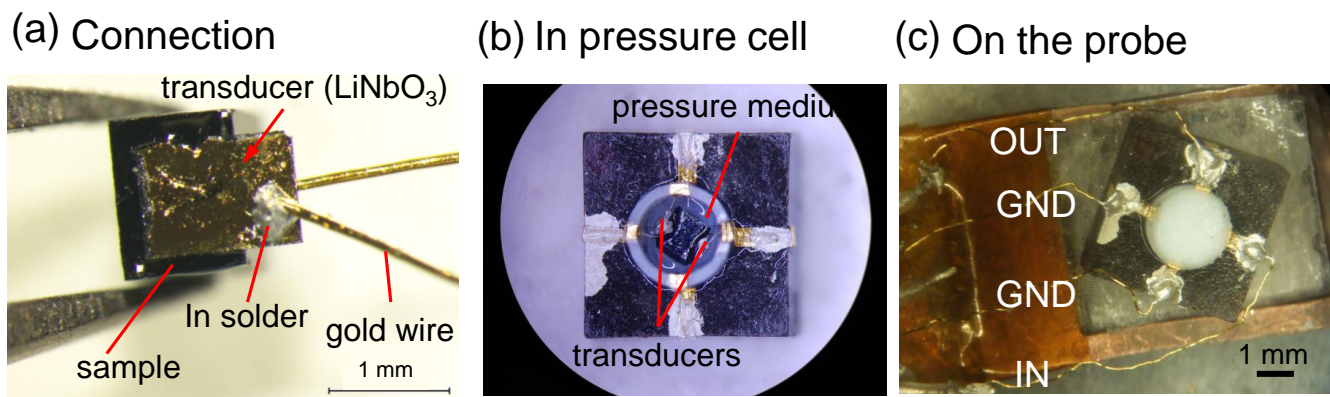 (a) Connection
transducer (LiNbO₃)
In solder
gold wire
sample
1 mm
(b) In pressure cell
pressure medium
transducers
(c) On the probe
OUT
GND
GND
IN
1 mm